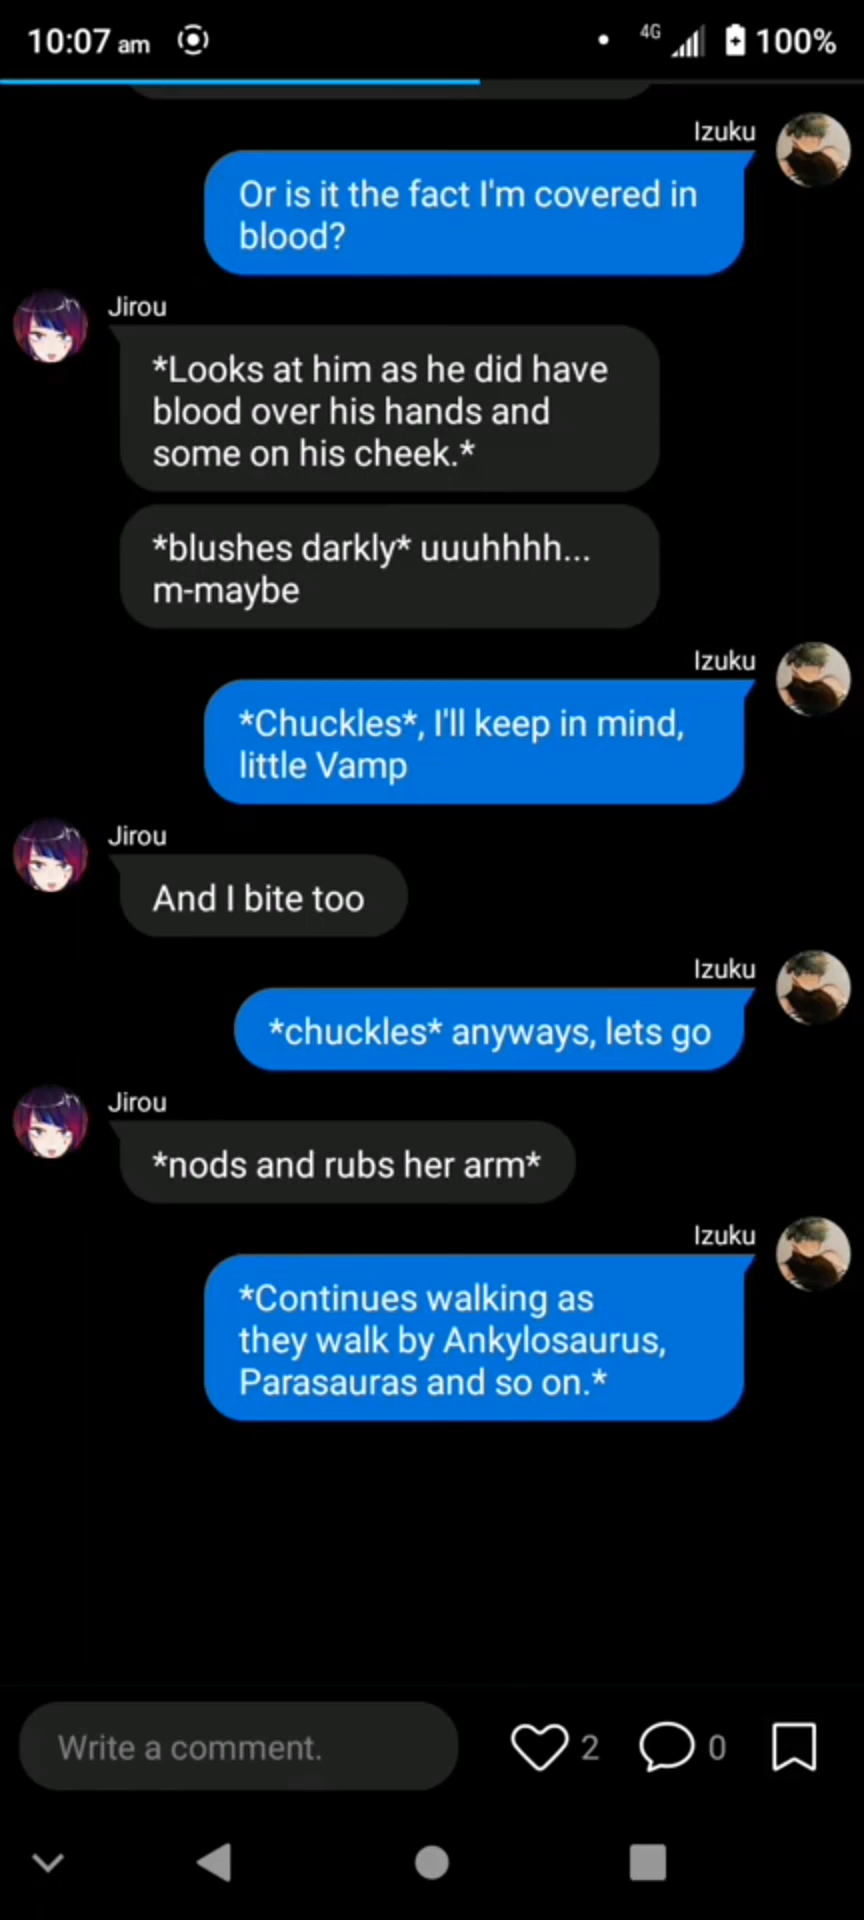 10:07 am
4G
100%
Izuku
Or is it the fact I'm covered in
blood?
Jirou
*Looks at him as he did have
blood over his hands and
some on his cheek.*
*blushes darkly* uuuhhhh...
m-maybe
Izuku
*Chuckles*, I'll keep in mind,
little Vamp
Jirou
And I bite too
Izuku
*chuckles* anyways, lets go
Jirou
*nods and rubs her arm*
Izuku
*Continues walking as
they walk by Ankylosaurus,
Parasauras and so on.*
Write a comment.
2
0